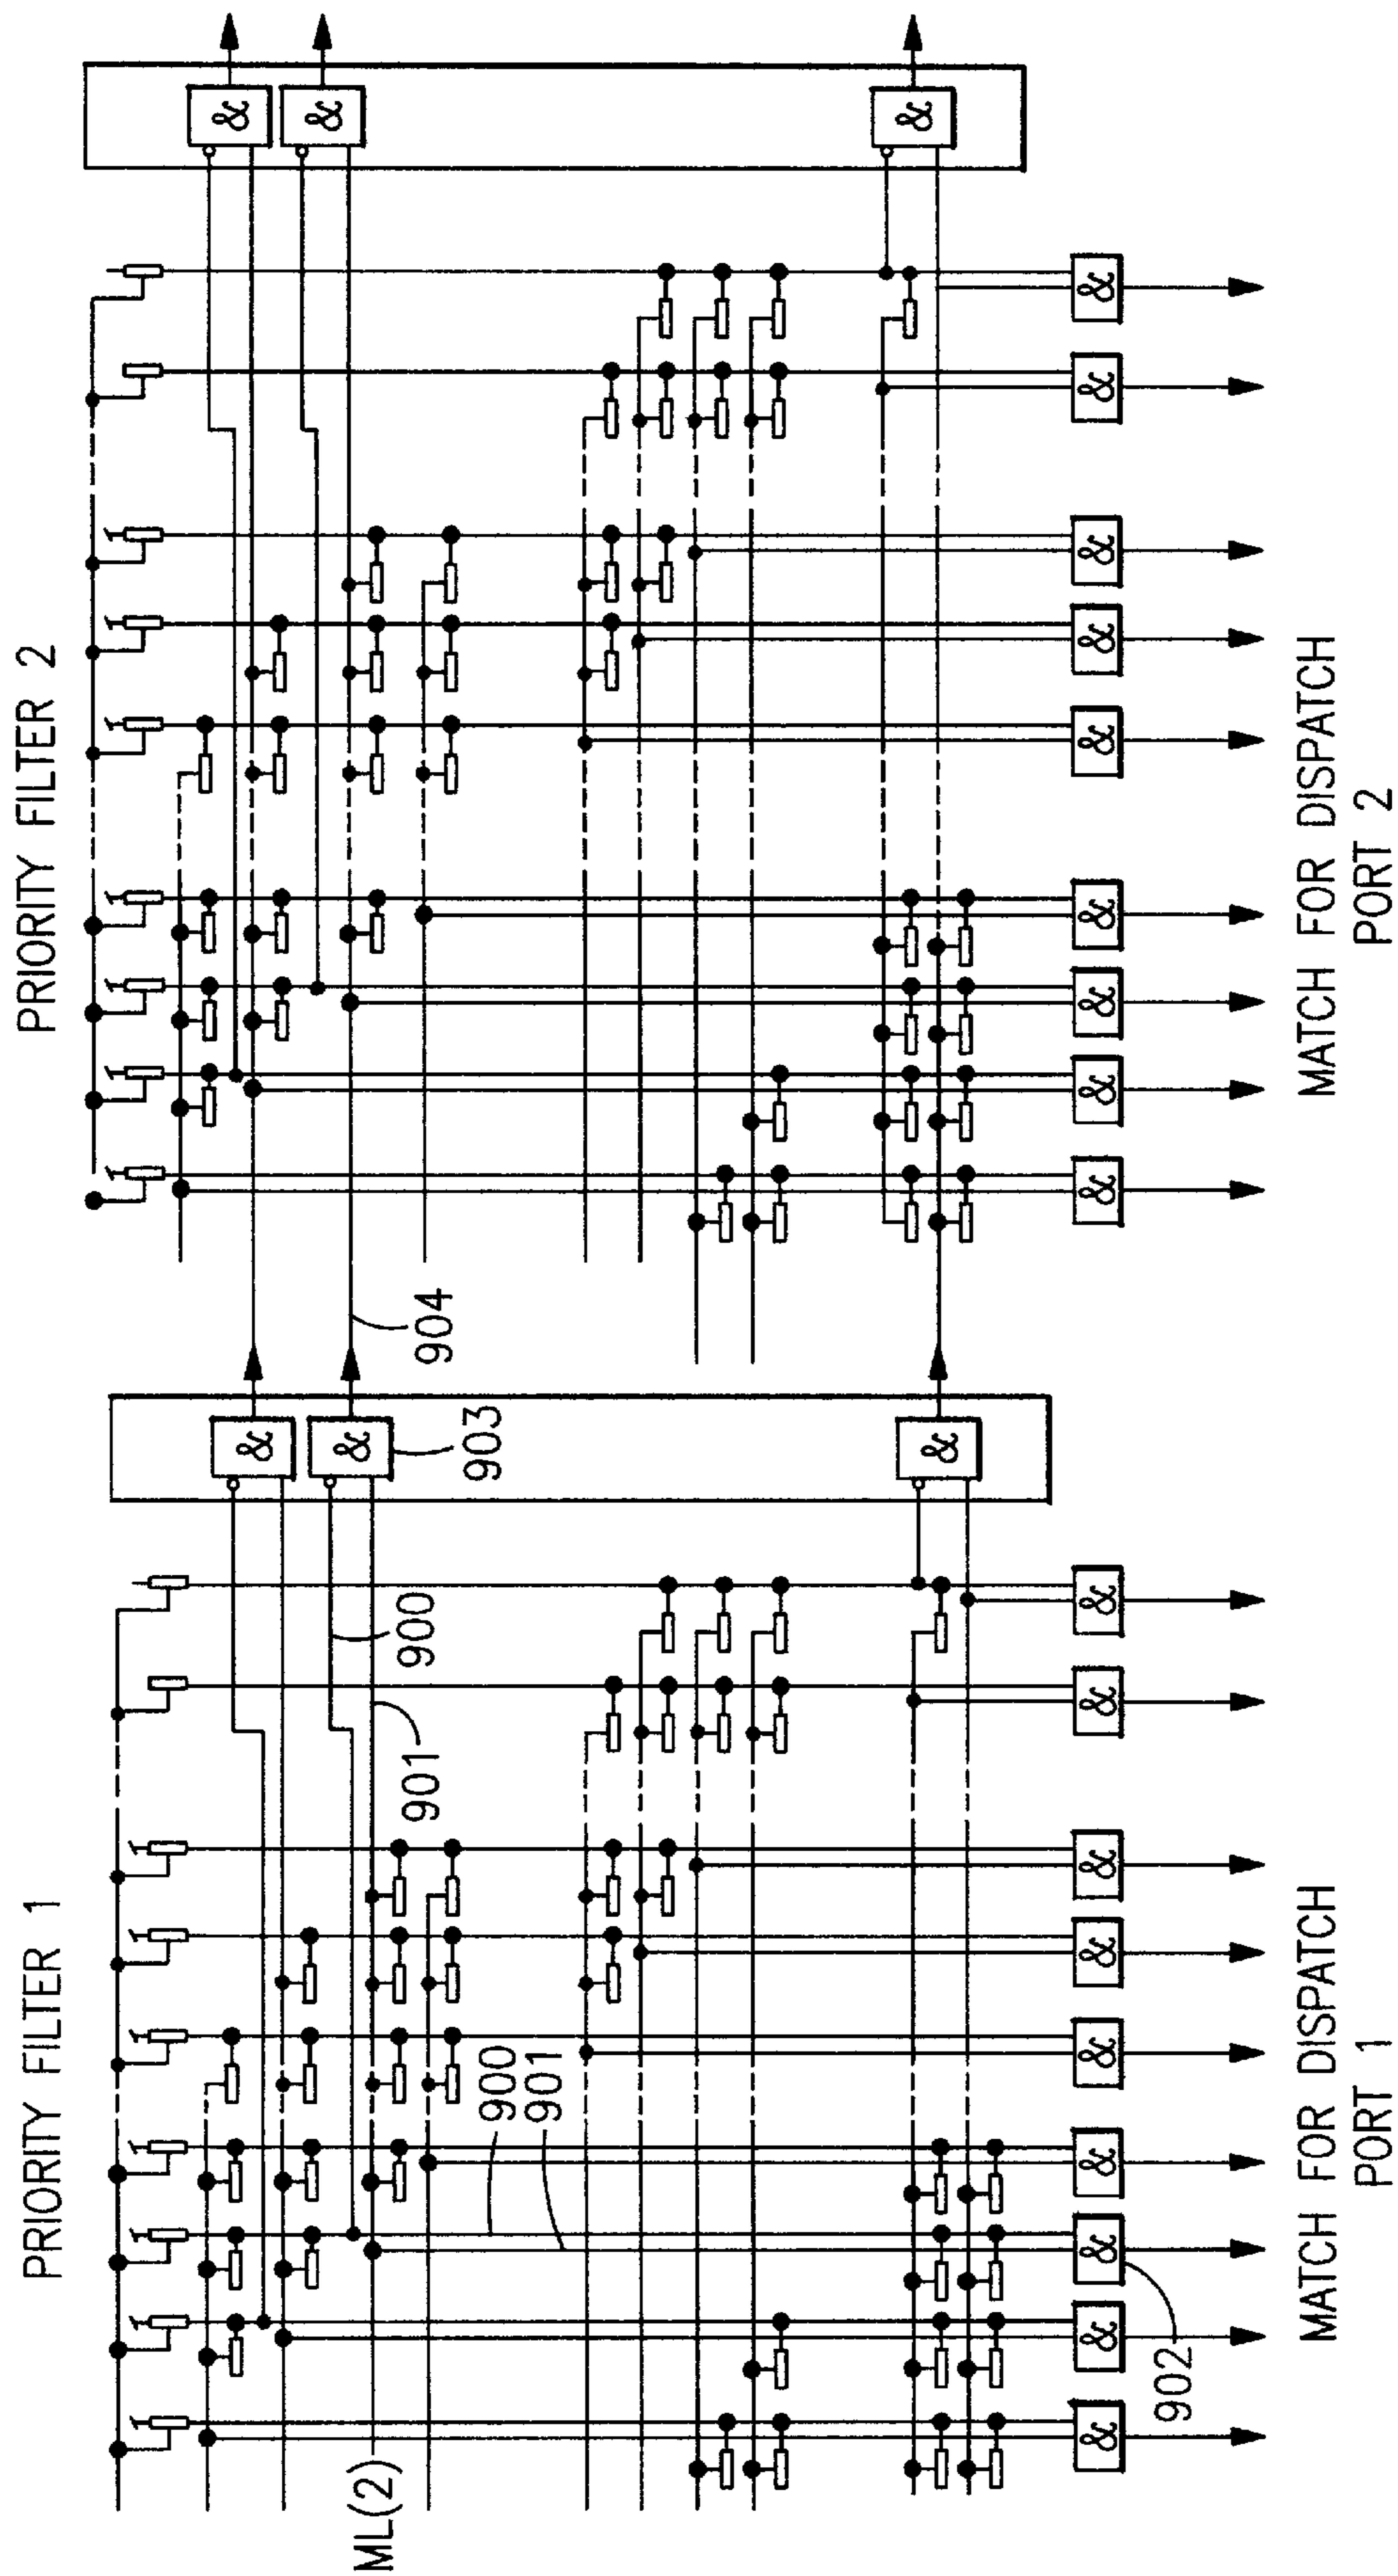 PRIORITY FILTER 1
PRIORITY FILTER 2
&
&
&
&
ML(2)
900
901
904
903
900
901
&
&
& & & & & & & & &
& & & & & & & & &
902
MATCH FOR DISPATCH
PORT 1
MATCH FOR DISPATCH
PORT 2